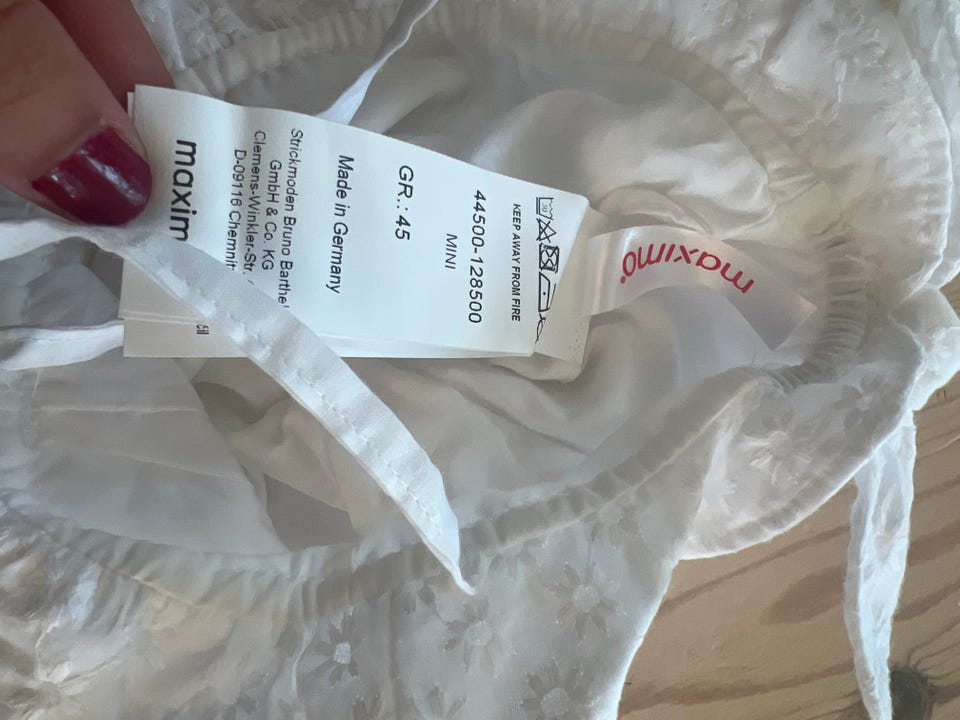 maximo
KEEP AWAY FROM FIRE
44500-128500
MINI
GR.: 45
Made in Germany
Strickmoden Bruno
GmbH & Co. KG
Clemens-Winkler-Str.
maxim